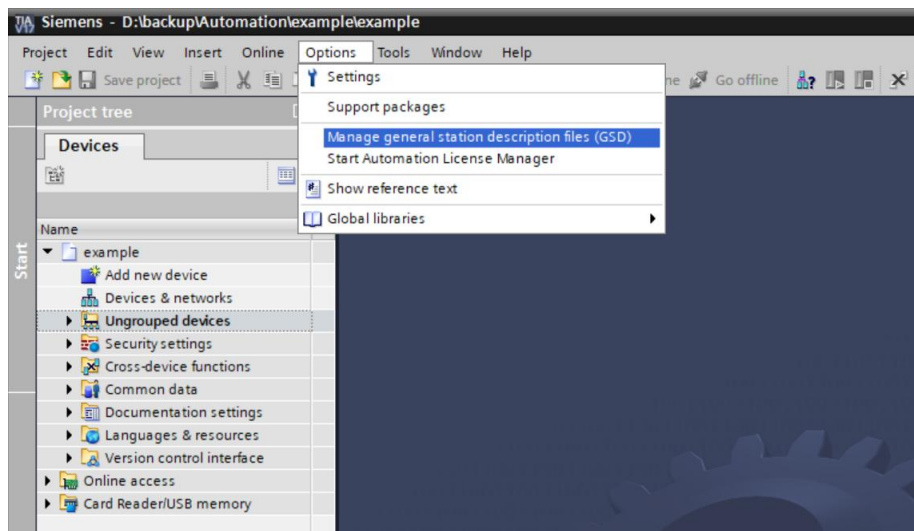 Siemens - D:\backup\Automation\example\example
Project Edit View Insert Online Options Tools Window Help
Save project
Settings
Go offline
Support packages
Manage general station description files (GSD)
Start Automation License Manager
Show reference text
Global libraries
Project tree
Devices
Name
example
Add new device
Devices & networks
Ungrouped devices
Security settings
Cross-device functions
Common data
Documentation settings
Languages & resources
Version control interface
Online access
Card Reader/USB memory
Start